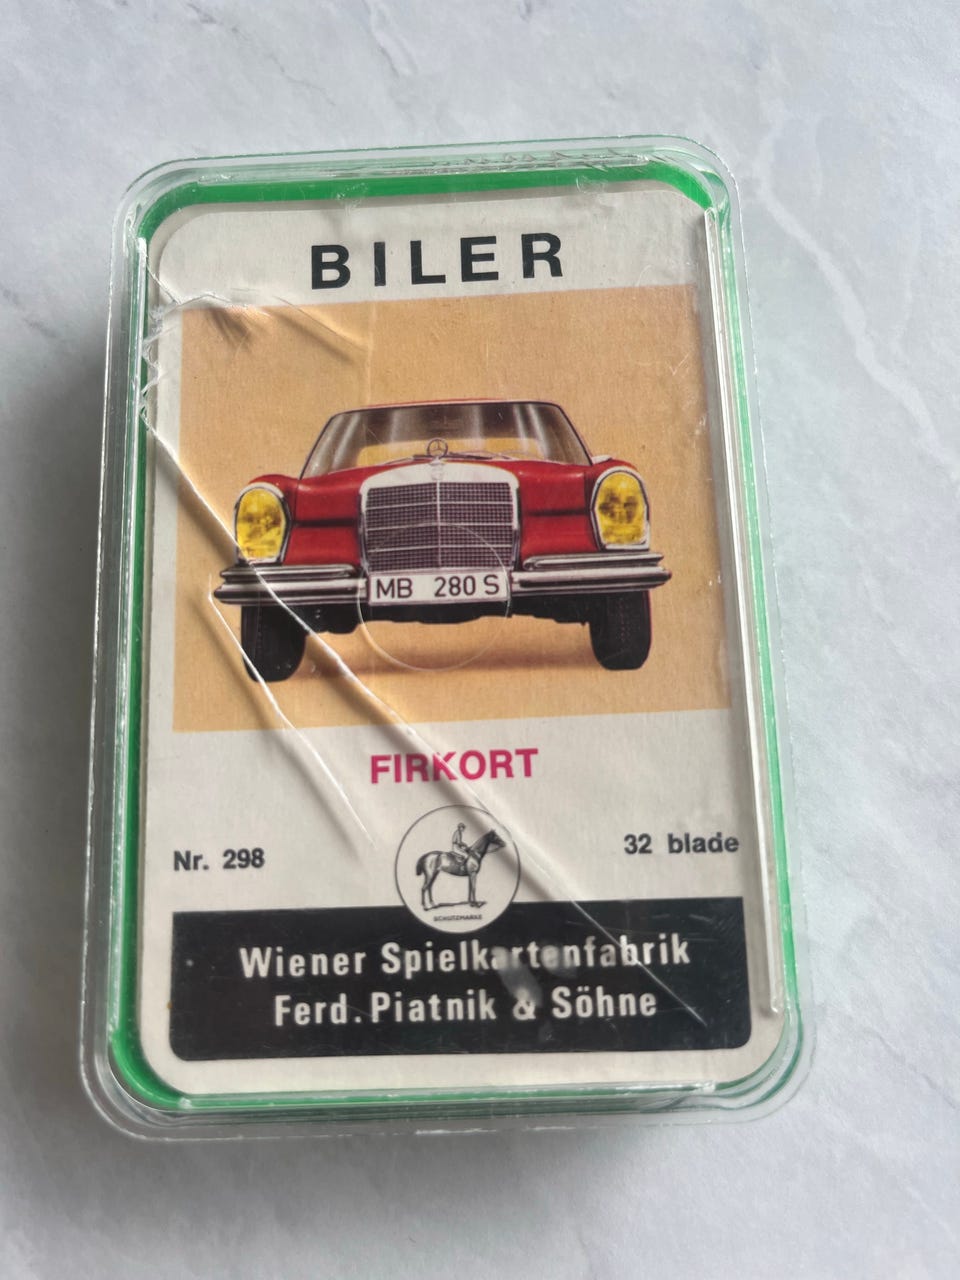 BILER
MB 280 S
FIRKORT
Nr. 298
32 blade
SCHUTZMARKE
Wiener Spielkartenfabrik
Ferd. Piatnik & Söhne